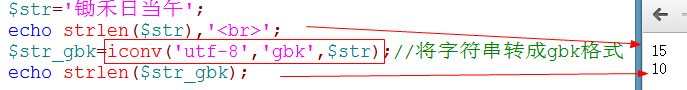 $str='锄禾日当午';
echo strlen($str),'<br>';
$str_gbk=iconv('utf-8','gbk',$str);//将字符串转成gbk格式
echo strlen($str_gbk);
15
10